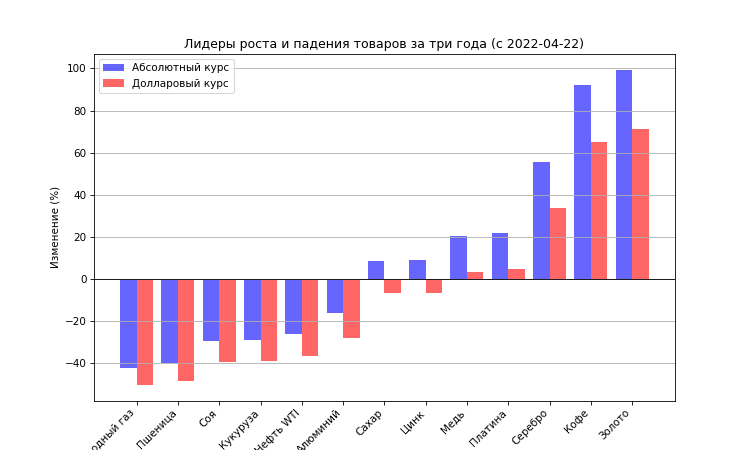 Лидеры роста и падения товаров за три года (с 2022-04-22)
Абсолютный курс
Долларовый курс
Изменение (%)
100
80
60
40
20
0
−20
−40
одный газ
Пшеница
Соя
Кукуруза
Нефть WTI
Алюминий
Сахар
Цинк
Медь
Платина
Серебро
Кофе
Золото